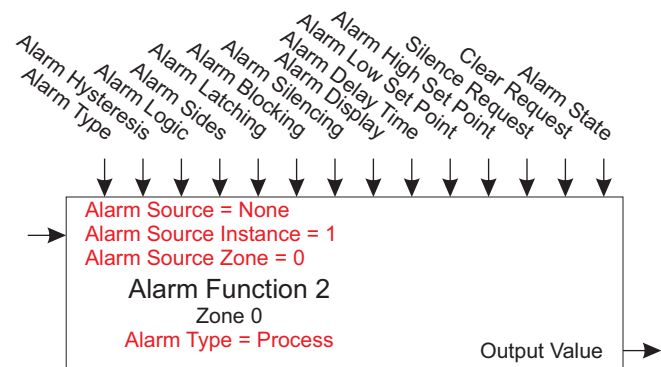 Alarm Type
Alarm Hysteresis
Alarm Logic
Alarm Sides
Alarm Latching
Alarm Blocking
Alarm Silencing
Alarm Display
Alarm Delay Time
Alarm Low Set Point
Alarm High Set Point
Silence Request
Clear Request
Alarm State
Alarm Source = None
Alarm Source Instance = 1
Alarm Source Zone = 0
Alarm Function 2
Zone 0
Alarm Type = Process
Output Value